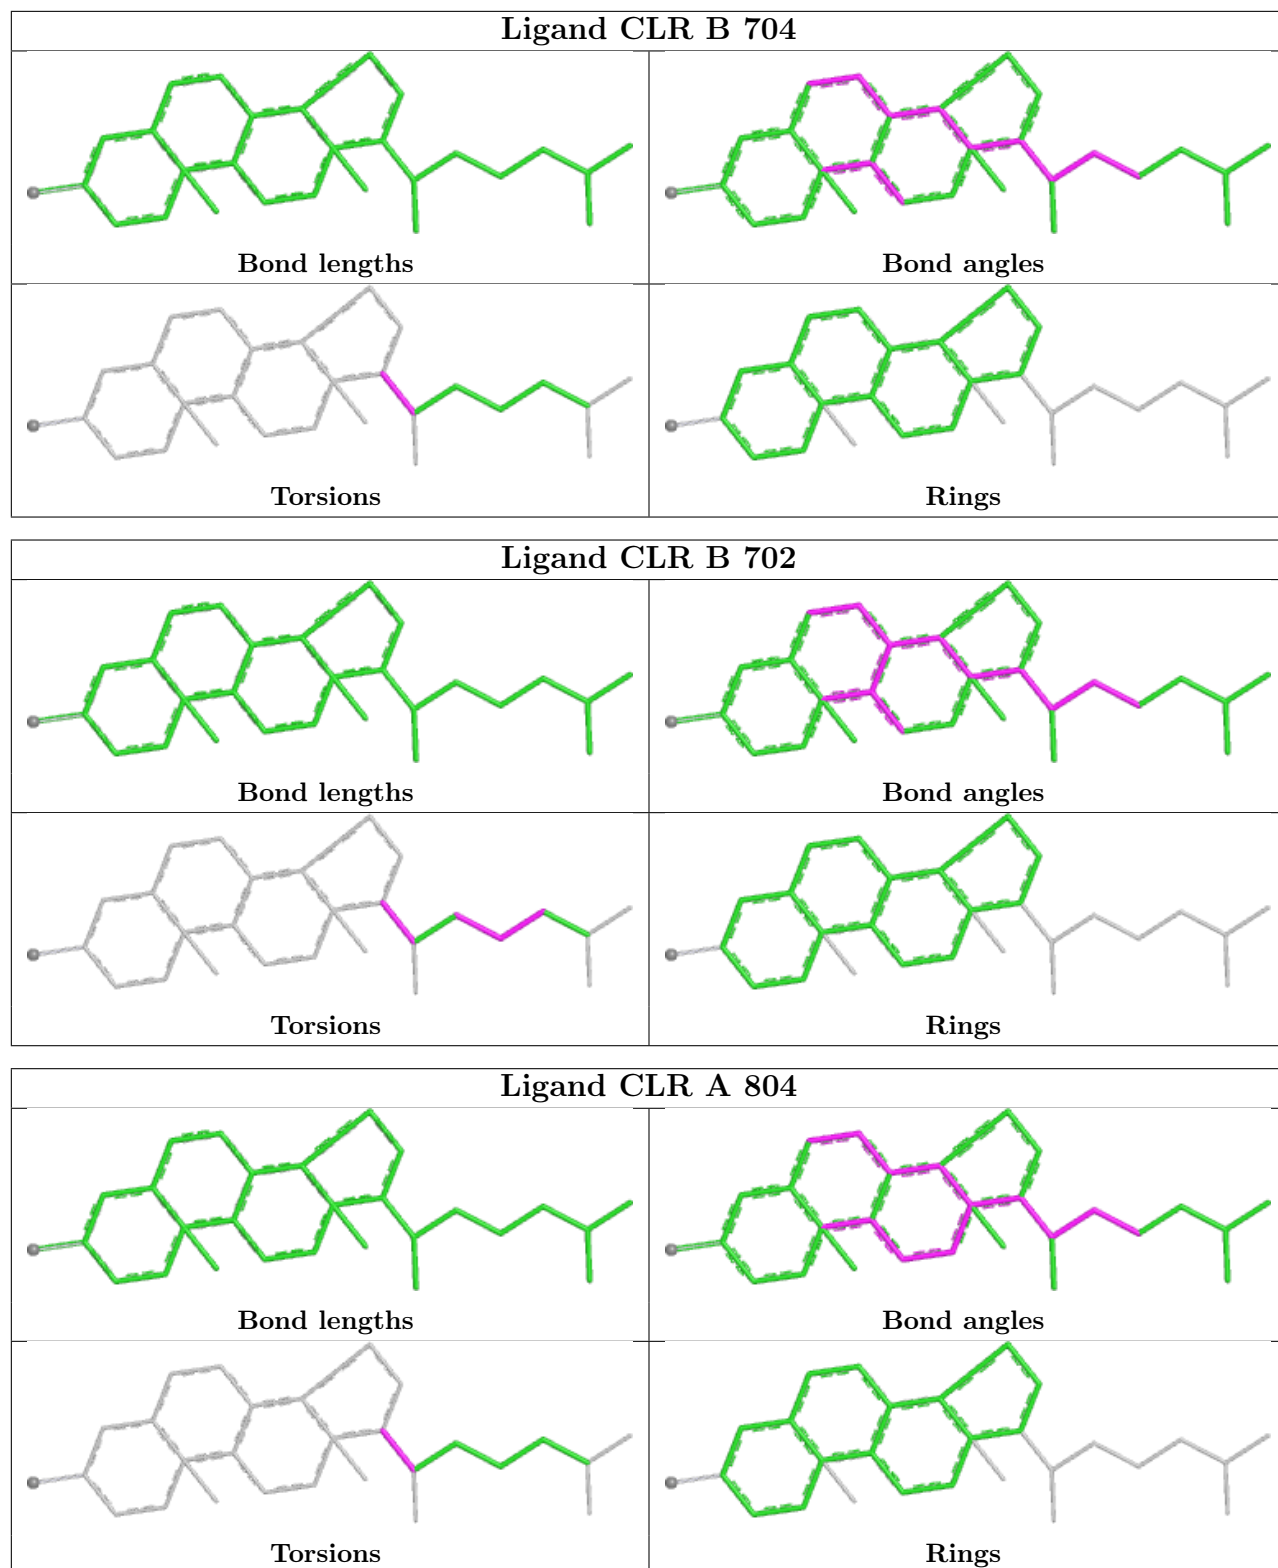 Ligand CLR B 704
Bond lengths
Bond angles
Torsions
Rings
Ligand CLR B 702
Bond lengths
Bond angles
Torsions
Rings
Ligand CLR A 804
Bond lengths
Bond angles
Torsions
Rings